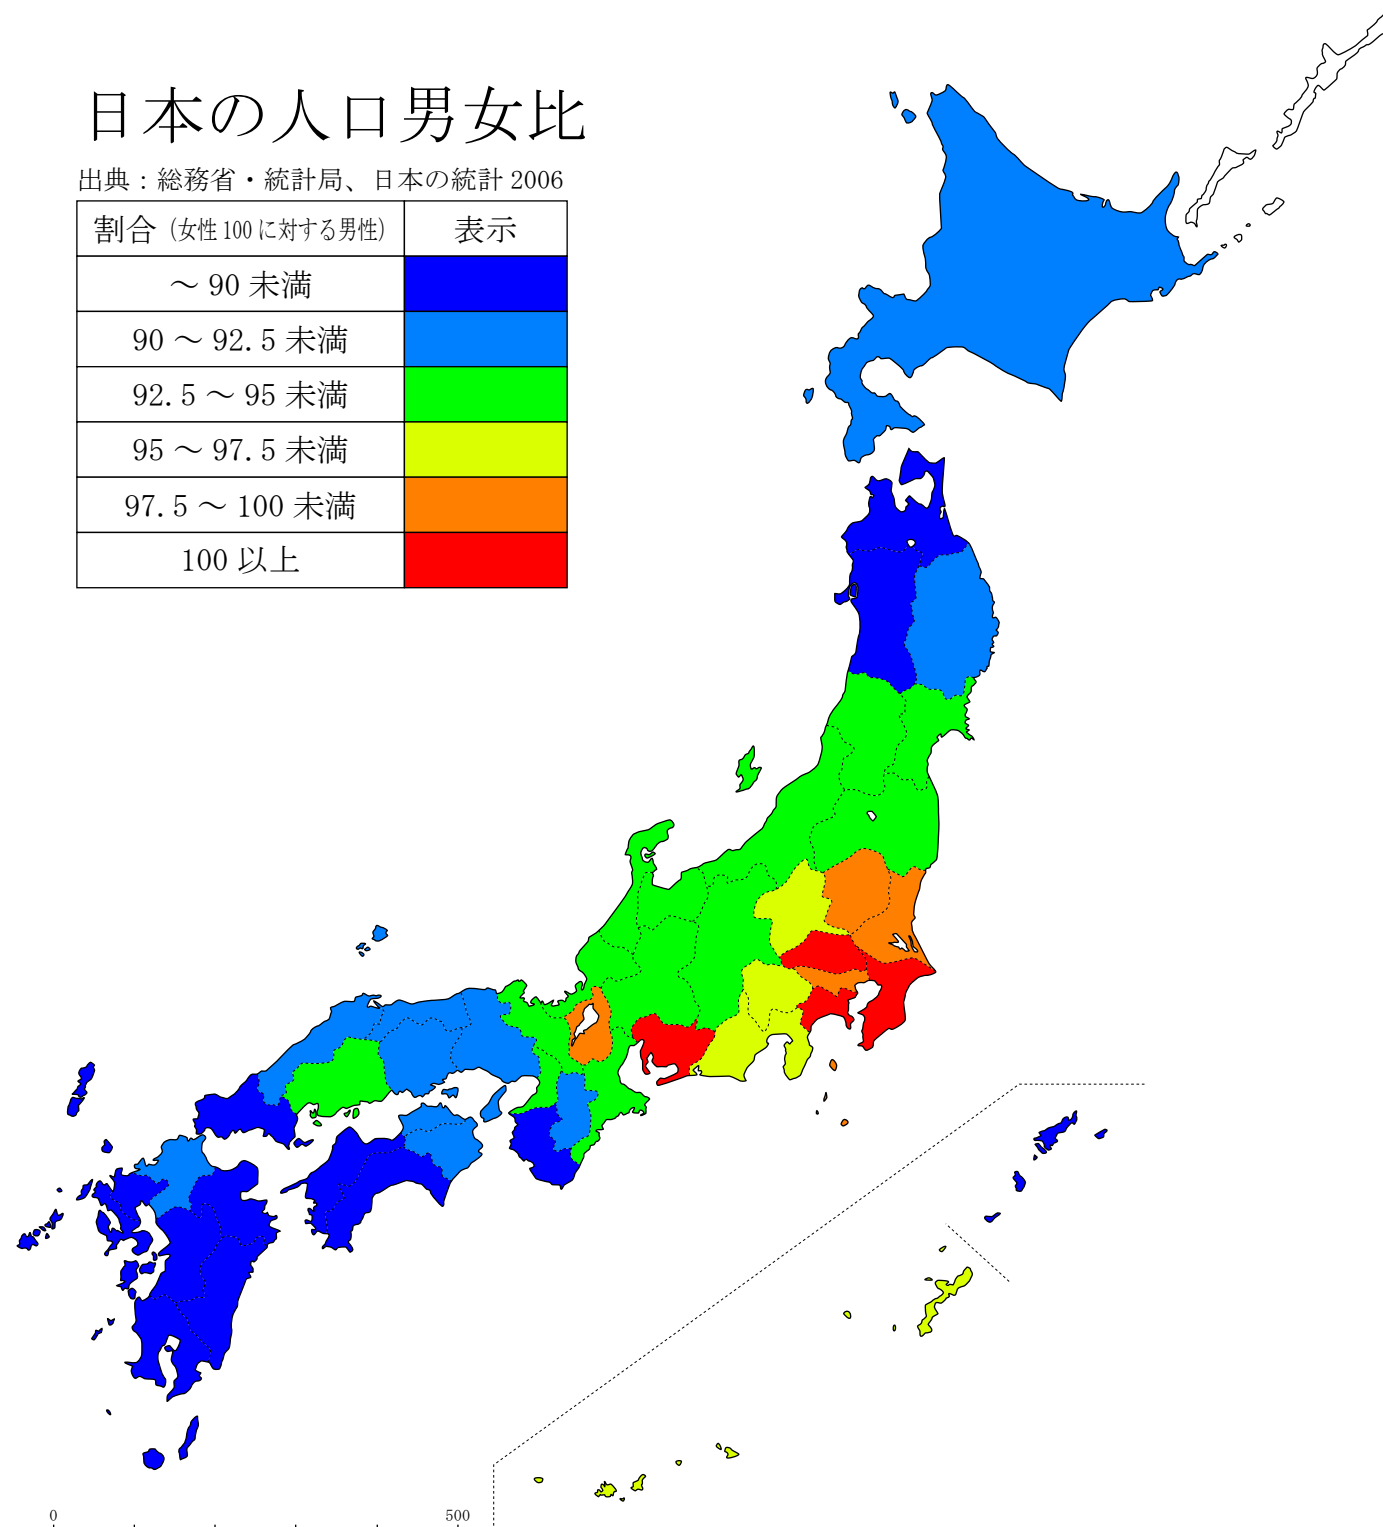 日本の人口男女比
出典：総務省・統計局、日本の統計 2006
割合（女性 100 に対する男性） 表示
～ 90 未満
90 ～ 92.5 未満
92.5 ～ 95 未満
95 ～ 97.5 未満
97.5 ～ 100 未満
100 以上
0 500